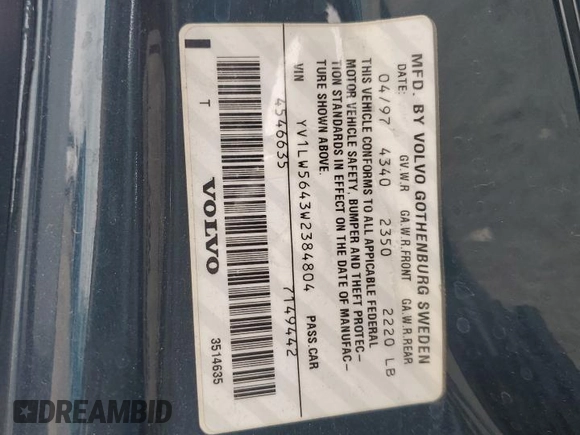 MFD. BY VOLVO GOTHENBURG SWEDEN
DATE: G.V.W.R GA.W.R.FRONT GA.W.R.REAR
04/97 4340 2350 2220 LB
THIS VEHICLE CONFORMS TO ALL APPLICABLE FEDERAL
MOTOR VEHICLE SAFETY, BUMPER AND THEFT PROTEC-
TION STANDARDS IN EFFECT ON THE DATE OF MANUFAC-
TURE SHOWN ABOVE.
VIN YV1LW5643W2384804 PASS.CAR
4546635 7149442
T VOLVO 3514635
DREAMBID